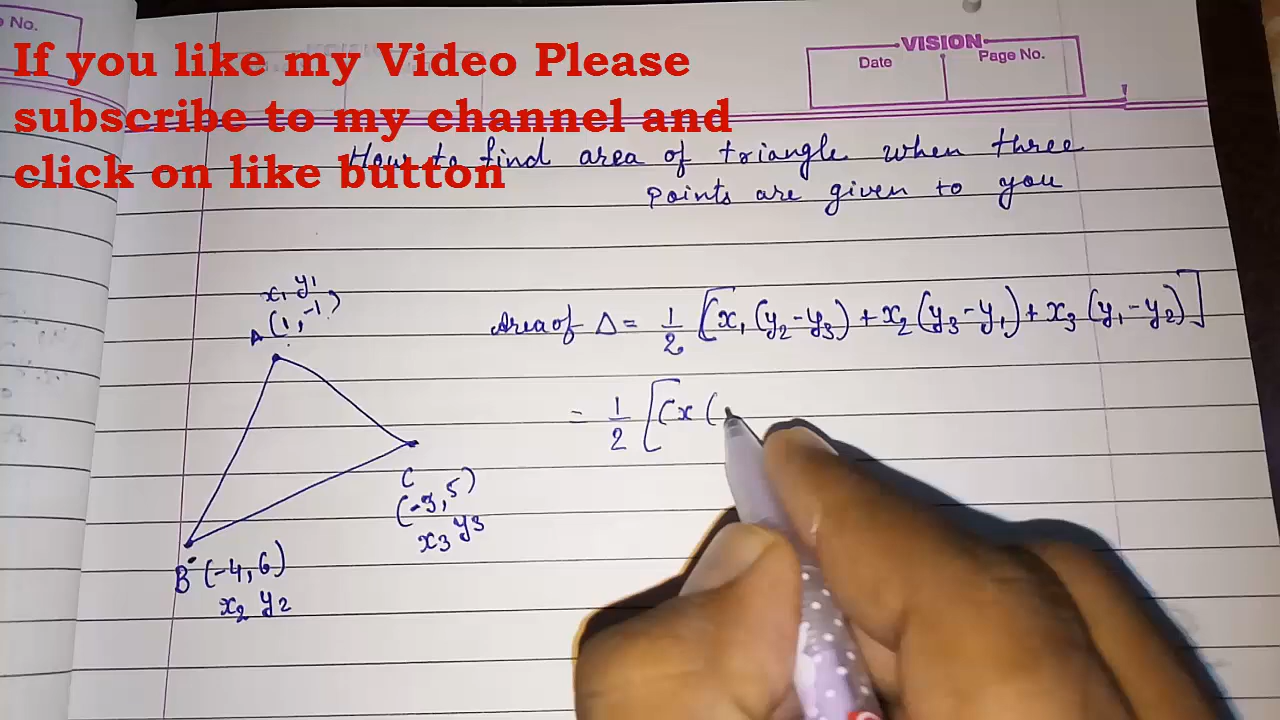 No.
If you like my Video Please
subscribe to my channel and
click on like button
VISION
Date
Page No.
How to find area of triangle when three
points are given to you
x₁ y₁
A (1, -1)
Area of Δ = 1/2 [x₁ (y₂ - y₃) + x₂ (y₃ - y₁) + x₃ (y₁ - y₂)]
= 1/2 [(x (
C
(-3, 5)
x₃ y₃
B (-4, 6)
x₂ y₂